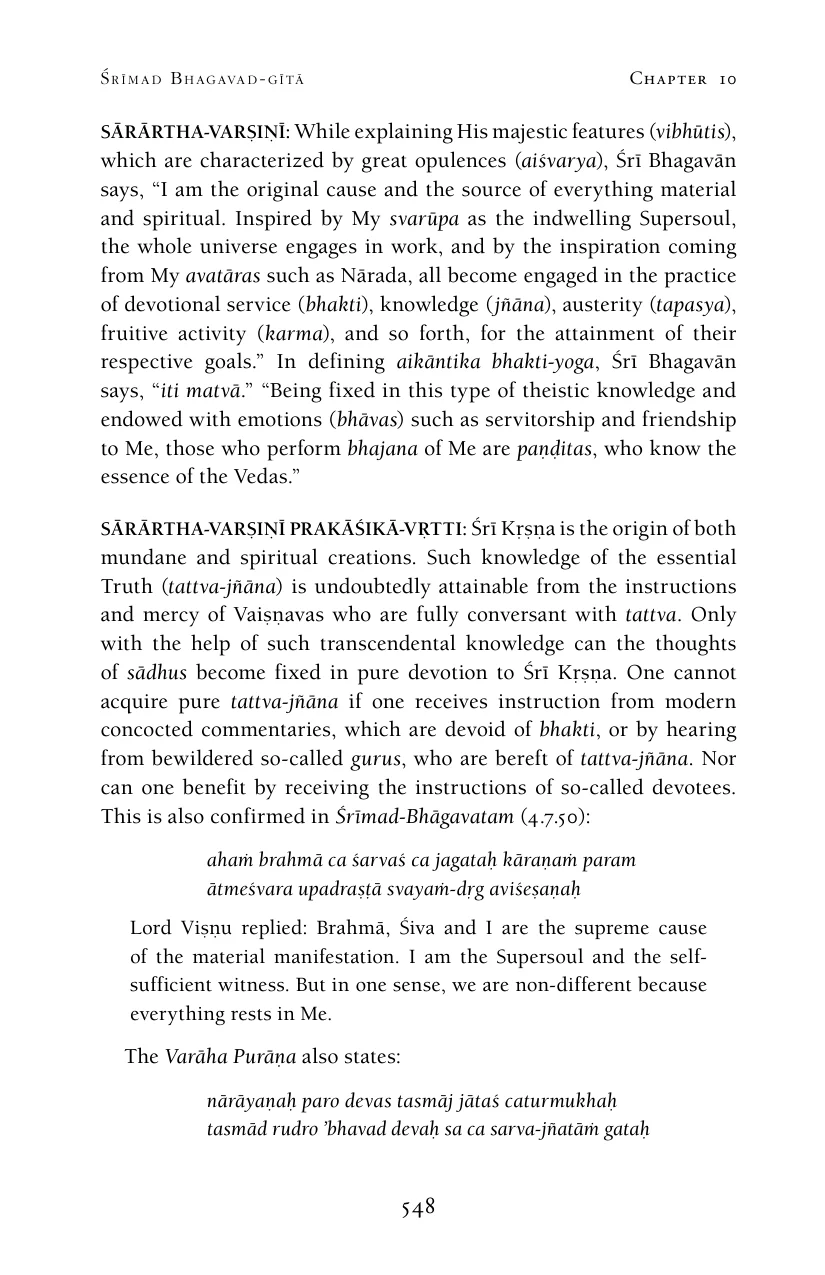 Śrīmad Bhagavad-gītā Chapter 10
SĀRĀRTHA-VARṢIṆĪ: While explaining His majestic features (vibhūtis),
which are characterized by great opulences (aiśvarya), Śrī Bhagavān
says, “I am the original cause and the source of everything material
and spiritual. Inspired by My svarūpa as the indwelling Supersoul,
the whole universe engages in work, and by the inspiration coming
from My avatāras such as Nārada, all become engaged in the practice
of devotional service (bhakti), knowledge (jñāna), austerity (tapasya),
fruitive activity (karma), and so forth, for the attainment of their
respective goals.” In defining aikāntika bhakti-yoga, Śrī Bhagavān
says, “iti matvā.” “Being fixed in this type of theistic knowledge and
endowed with emotions (bhāvas) such as servitorship and friendship
to Me, those who perform bhajana of Me are paṇḍitas, who know the
essence of the Vedas.”
SĀRĀRTHA-VARṢIṆĪ PRAKĀŚIKĀ-VṚTTI: Śrī Kṛṣṇa is the origin of both
mundane and spiritual creations. Such knowledge of the essential
Truth (tattva-jñāna) is undoubtedly attainable from the instructions
and mercy of Vaiṣṇavas who are fully conversant with tattva. Only
with the help of such transcendental knowledge can the thoughts
of sādhus become fixed in pure devotion to Śrī Kṛṣṇa. One cannot
acquire pure tattva-jñāna if one receives instruction from modern
concocted commentaries, which are devoid of bhakti, or by hearing
from bewildered so-called gurus, who are bereft of tattva-jñāna. Nor
can one benefit by receiving the instructions of so-called devotees.
This is also confirmed in Śrīmad-Bhāgavatam (4.7.50):
ahaṁ brahmā ca śarvaś ca jagataḥ kāraṇaṁ param
ātmeśvara upadraṣṭā svayaṁ-dṛg aviśeṣaṇaḥ
Lord Viṣṇu replied: Brahmā, Śiva and I are the supreme cause
of the material manifestation. I am the Supersoul and the self-
sufficient witness. But in one sense, we are non-different because
everything rests in Me.
The Varāha Purāṇa also states:
nārāyaṇaḥ paro devas tasmāj jātaś caturmukhaḥ
tasmād rudro ’bhavad devaḥ sa ca sarva-jñatāṁ gataḥ
548